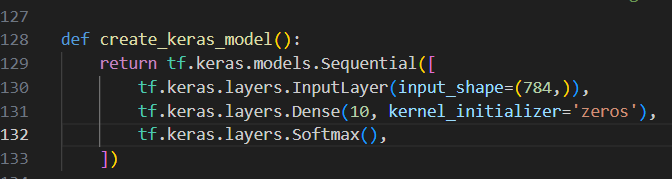 127
128 def create_keras_model():
129     return tf.keras.models.Sequential([
130         tf.keras.layers.InputLayer(input_shape=(784,)),
131         tf.keras.layers.Dense(10, kernel_initializer='zeros'),
132         tf.keras.layers.Softmax(),
133     ])